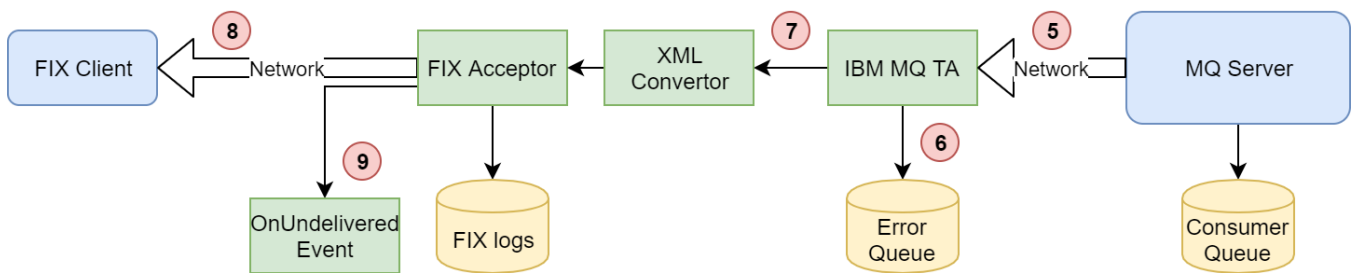 8
7
5
FIX Client
Network
FIX Acceptor
XML
Convertor
IBM MQ TA
Network
MQ Server
9
6
OnUndelivered
Event
FIX logs
Error
Queue
Consumer
Queue